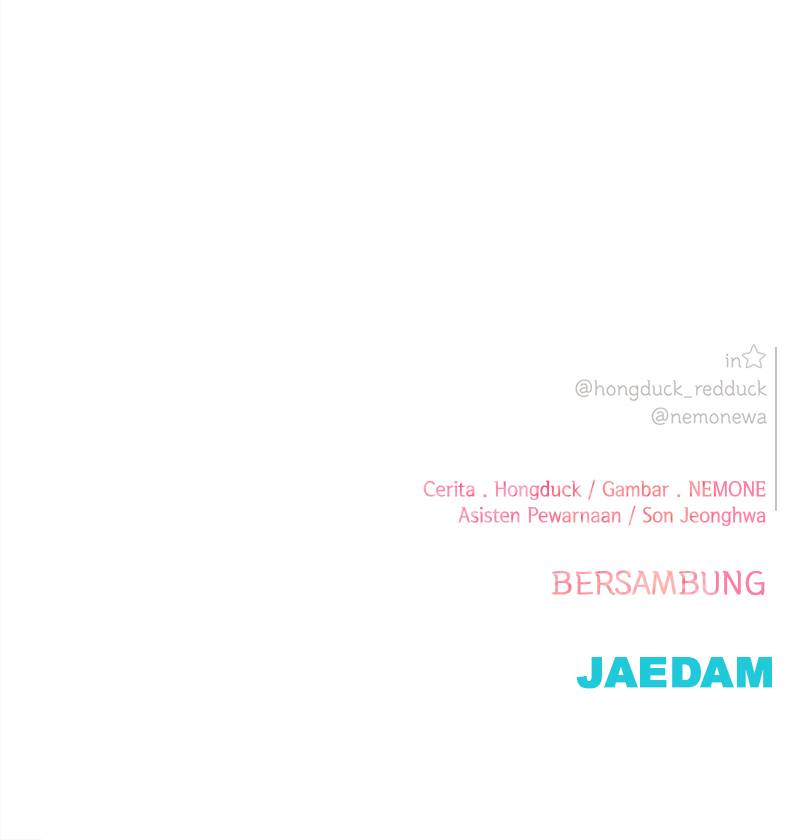 in☆
@hongduck_redduck
@nemonewa
Cerita . Hongduck / Gambar . NEMONE
Asisten Pewarnaan / Son Jeonghwa
BERSAMBUNG
JAEDAM